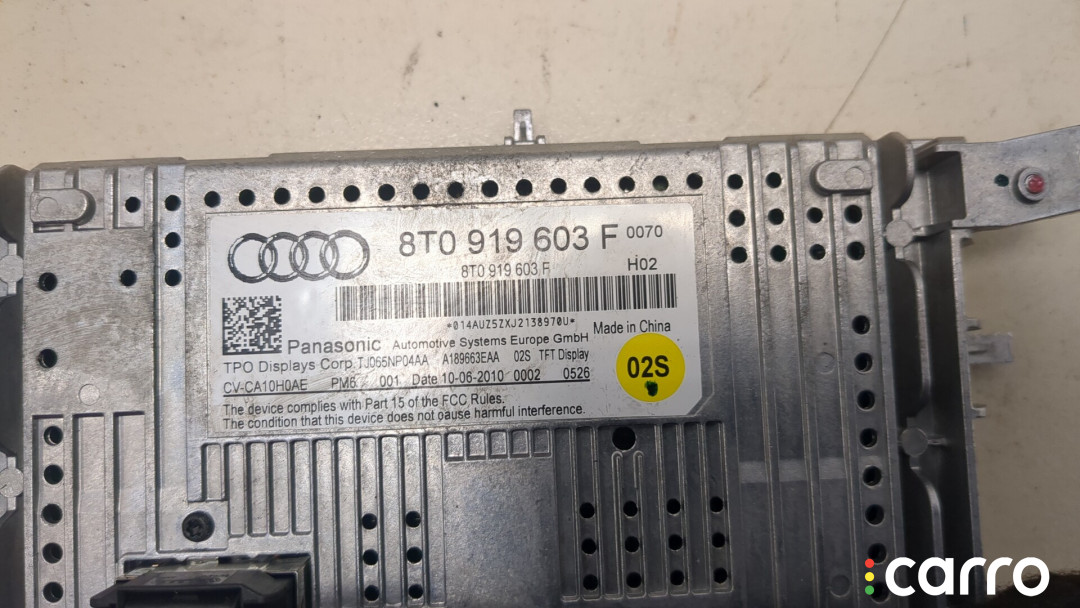 8T0 919 603 F 0070
8T0 919 603 F H02
*014AUZ5ZXJ2138970U*
Panasonic Automotive Systems Europe GmbH Made in China
TPO Displays Corp. TJ065NP04AA A189663EAA 02S TFT Display
CV-CA10H0AE PM6 001 Date 10-06-2010 0002 0526
02S
The device complies with Part 15 of the FCC Rules.
The condition that this device does not cause harmful interference.
carro